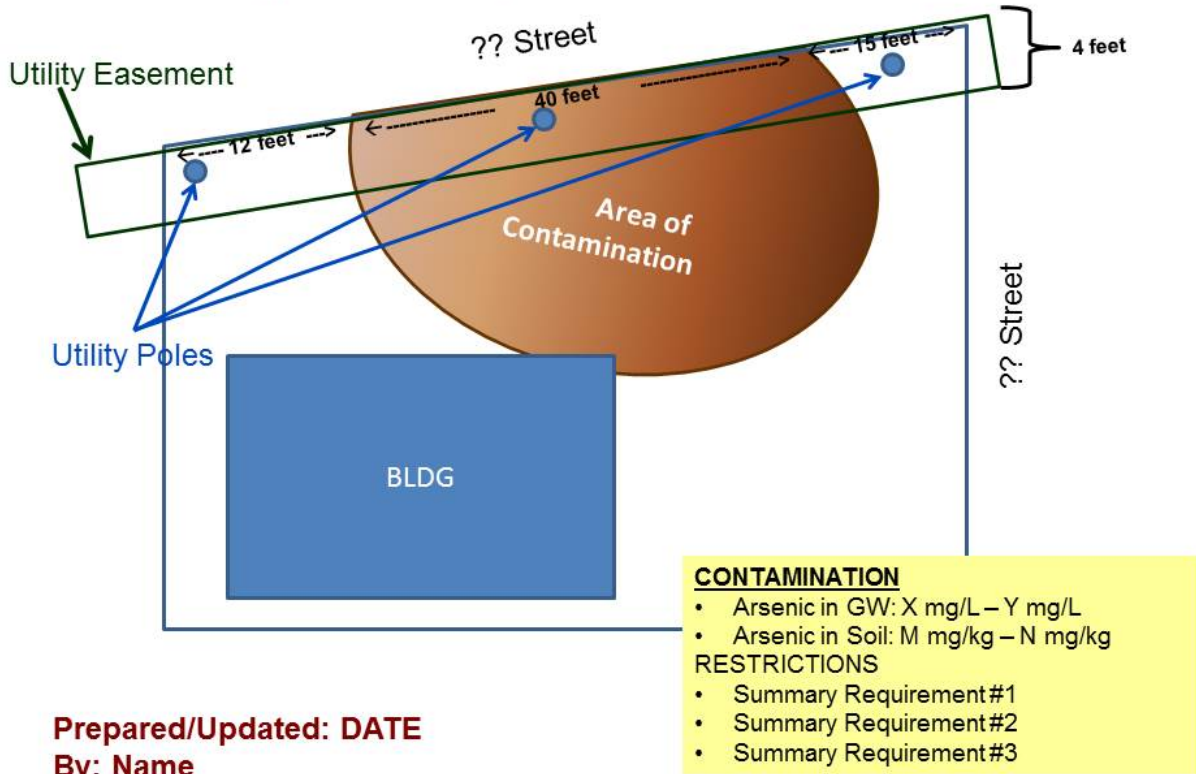 ?? Street
Utility Easement
12 feet
40 feet
15 feet
4 feet
Area of
Contamination
?? Street
Utility Poles
BLDG
CONTAMINATION
• Arsenic in GW: X mg/L – Y mg/L
• Arsenic in Soil: M mg/kg – N mg/kg
RESTRICTIONS
• Summary Requirement #1
• Summary Requirement #2
• Summary Requirement #3
Prepared/Updated: DATE
By: Name